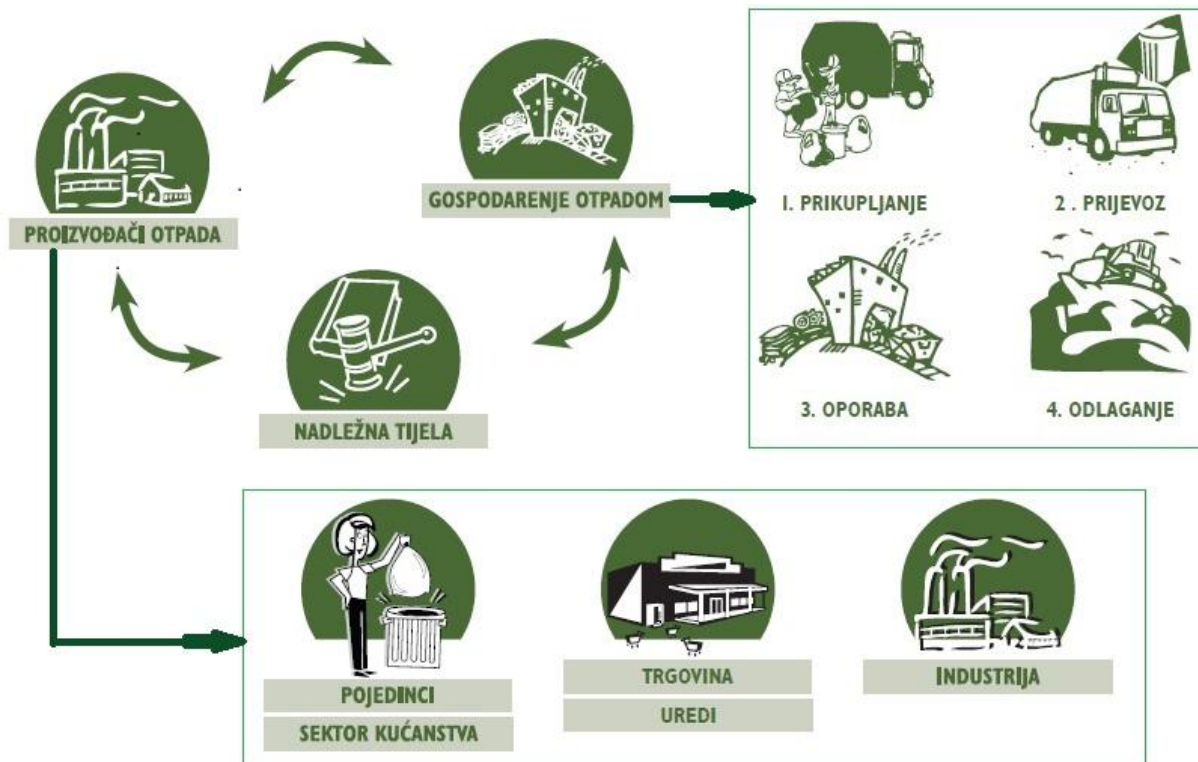 PROIZVOĐAČI OTPADA
GOSPODARENJE OTPADOM
NADLEŽNA TIJELA
1. PRIKUPLJANJE
2 . PRIJEVOZ
3. OPORABA
4. ODLAGANJE
POJEDINCI
SEKTOR KUĆANSTVA
TRGOVINA
UREDI
INDUSTRIJA